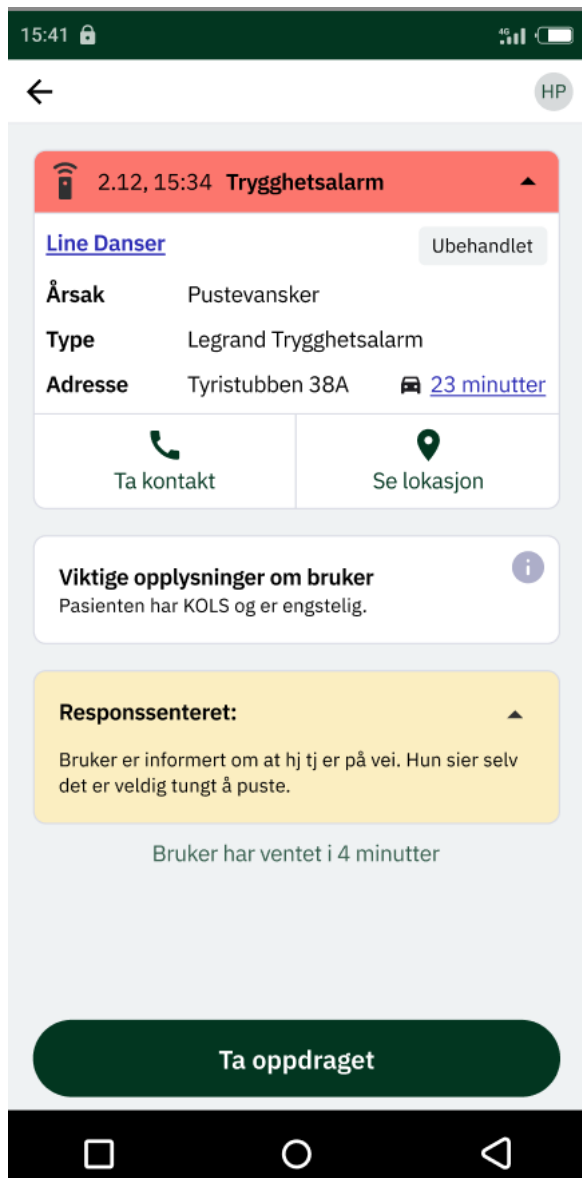 15:41 4G
HP
2.12, 15:34 Trygghetsalarm
Line Danser Ubehandlet
Årsak Pustevansker
Type Legrand Trygghetsalarm
Adresse Tyristubben 38A 23 minutter
Ta kontakt Se lokasjon
Viktige opplysninger om bruker i
Pasienten har KOLS og er engstelig.
Responssenteret:
Bruker er informert om at hj tj er på vei. Hun sier selv
det er veldig tungt å puste.
Bruker har ventet i 4 minutter
Ta oppdraget